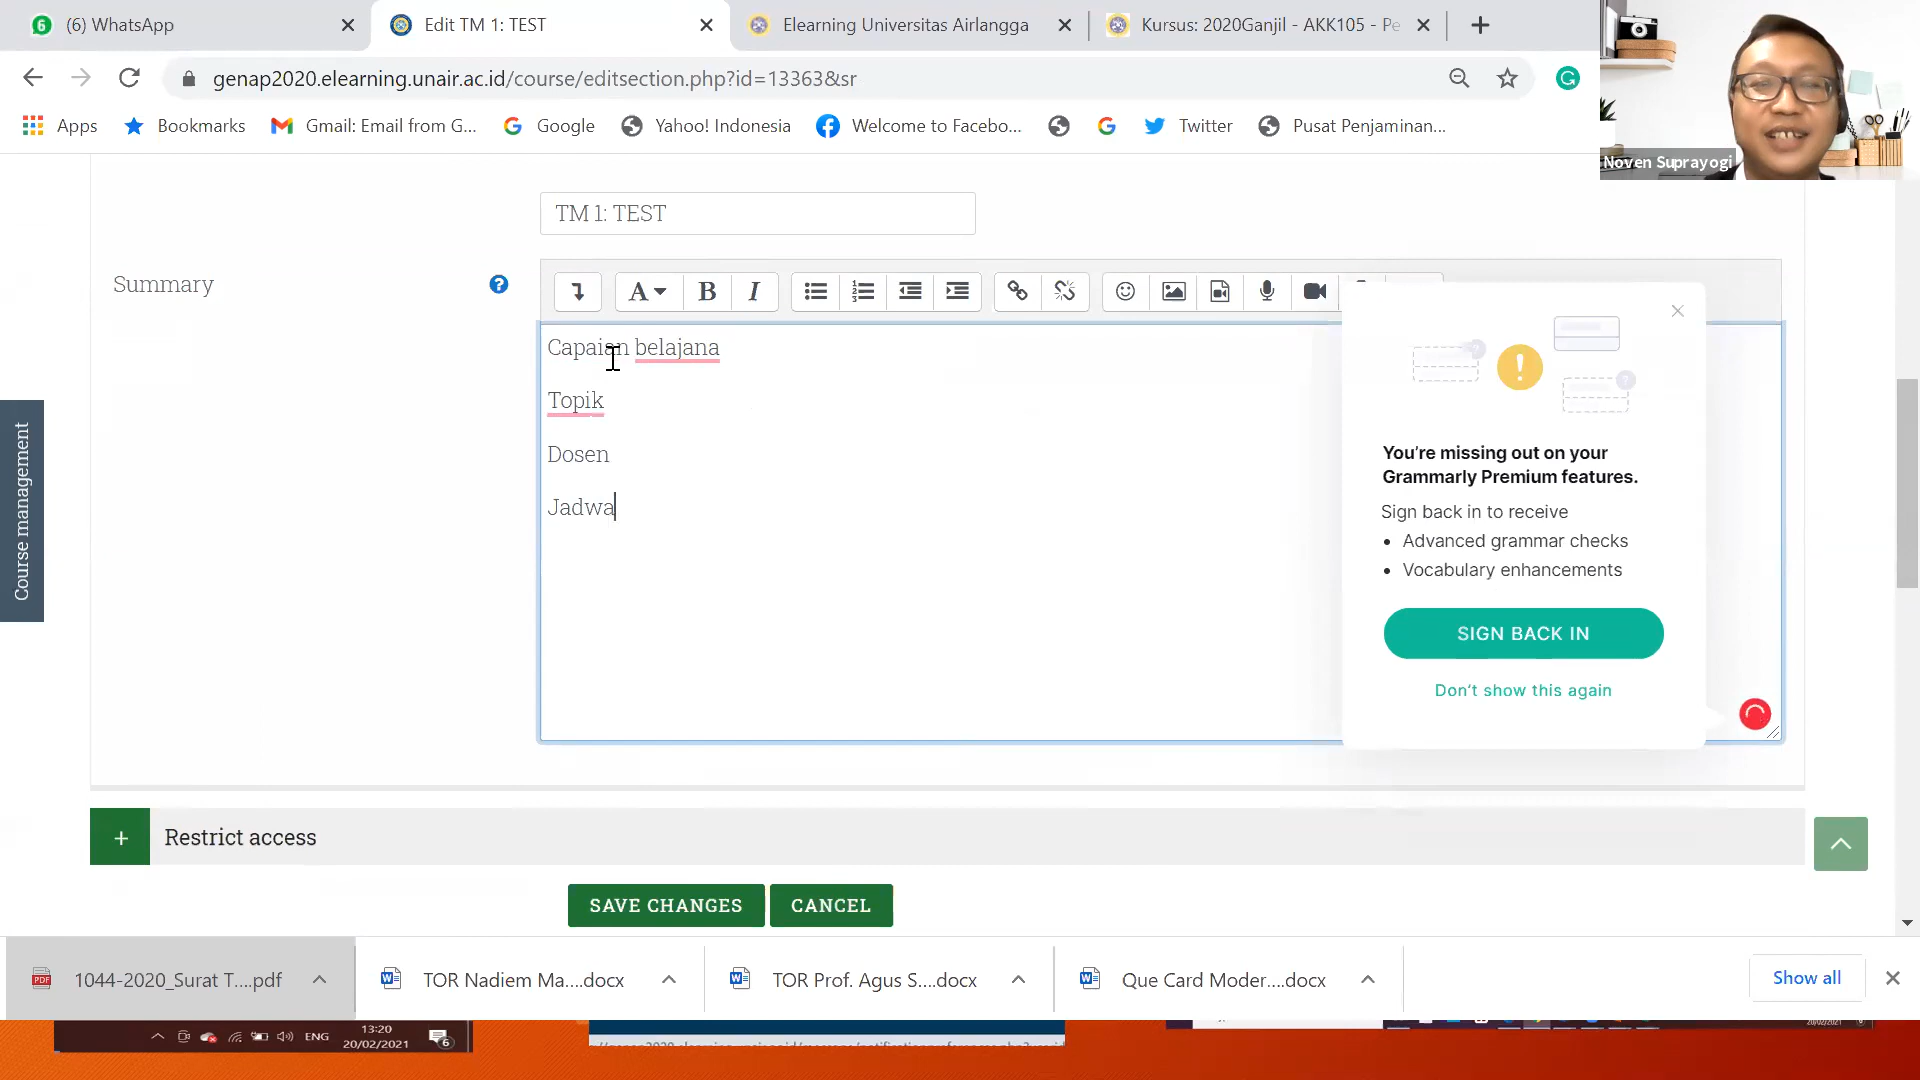 (6) WhatsApp
Edit TM 1: TEST
Elearning Universitas Airlangga
Kursus: 2020Ganjil - AKK105 - Pe
genap2020.elearning.unair.ac.id/course/editsection.php?id=13363&sr
Apps
Bookmarks
Gmail: Email from G...
Google
Yahoo! Indonesia
Welcome to Facebo...
Twitter
Pusat Penjaminan...
Noven Suprayogi
TM 1: TEST
Summary
Capaian belajana
Topik
Dosen
Jadwa
You're missing out on your
Grammarly Premium features.
Sign back in to receive
Advanced grammar checks
Vocabulary enhancements
SIGN BACK IN
Don't show this again
Course management
Restrict access
SAVE CHANGES
CANCEL
1044-2020_Surat T....pdf
TOR Nadiem Ma....docx
TOR Prof. Agus S....docx
Que Card Moder....docx
Show all
ENG
13:20
20/02/2021
6